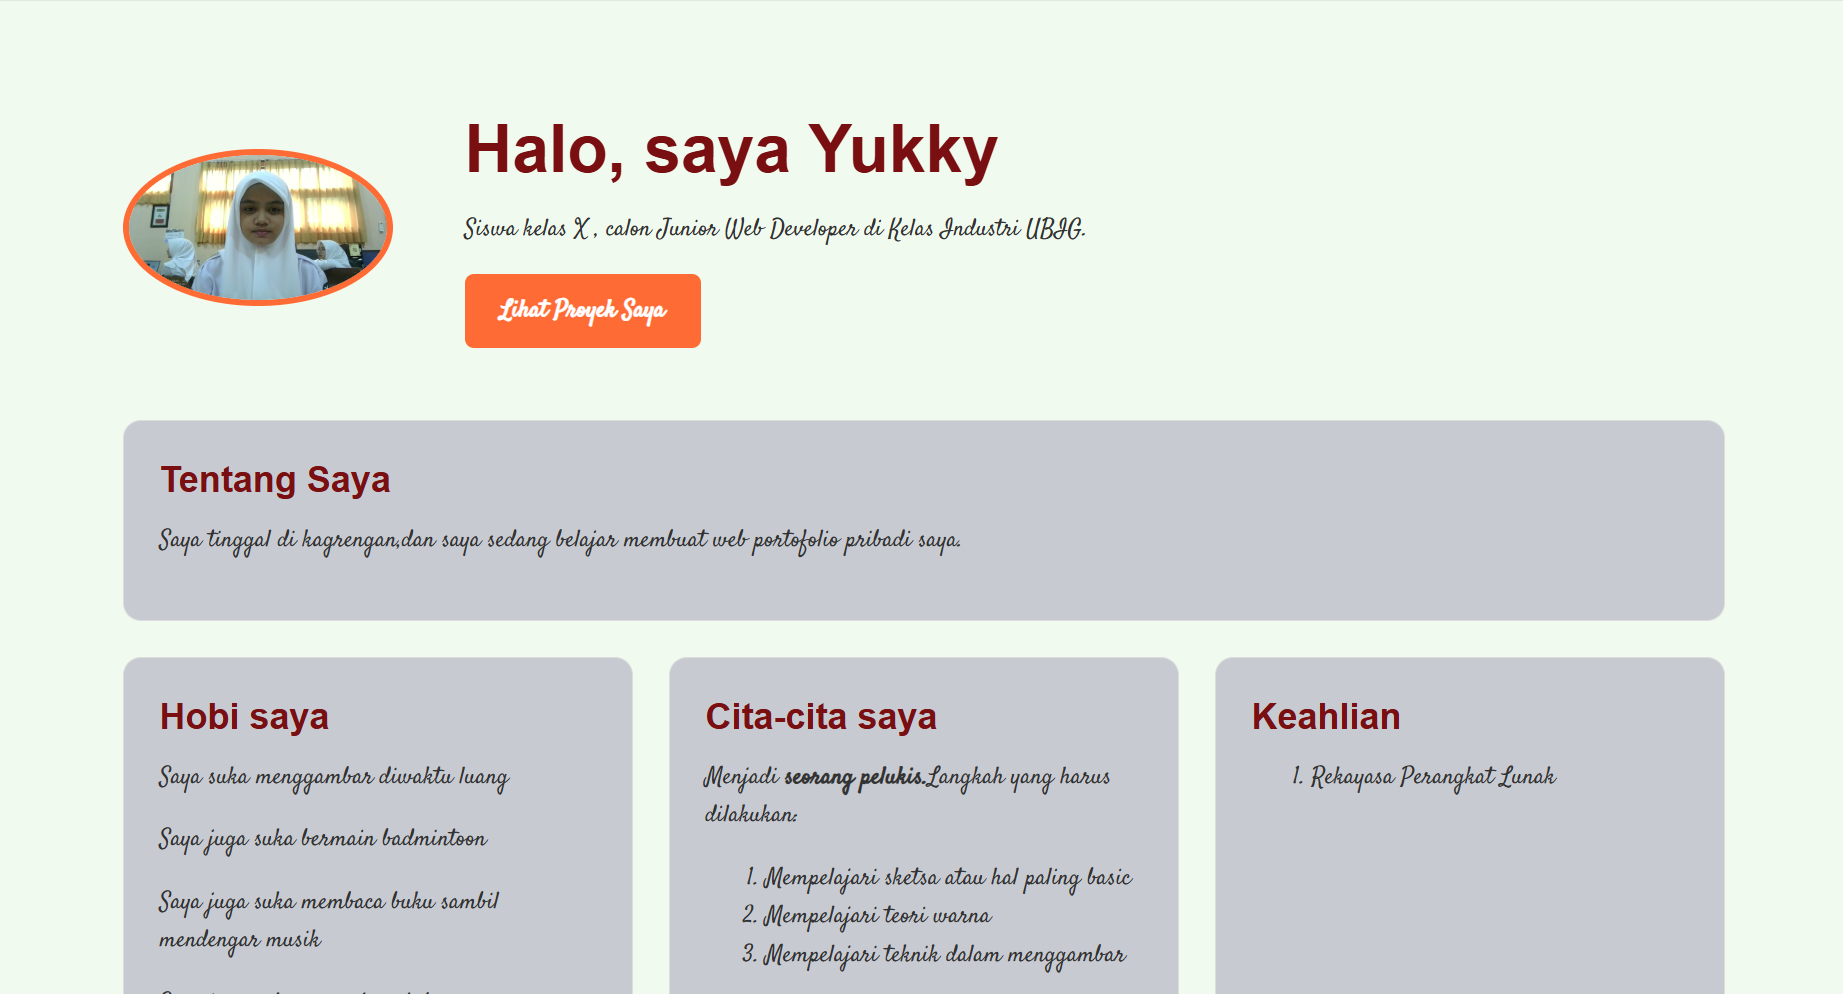 Halo, saya Yukky
Siswa kelas X , calon Junior Web Developer di Kelas Industri UBIG.
Lihat Proyek Saya
Tentang Saya
Saya tinggal di kagrengan,dan saya sedang belajar membuat web portofolio pribadi saya.
Hobi saya
Saya suka menggambar diwaktu luang
Saya juga suka bermain badmintoon
Saya juga suka membaca buku sambil
mendengar musik
Cita-cita saya
Menjadi seorang pelukis.Langkah yang harus
dilakukan:
1. Mempelajari sketsa atau hal paling basic
2. Mempelajari teori warna
3. Mempelajari teknik dalam menggambar
Keahlian
1. Rekayasa Perangkat Lunak